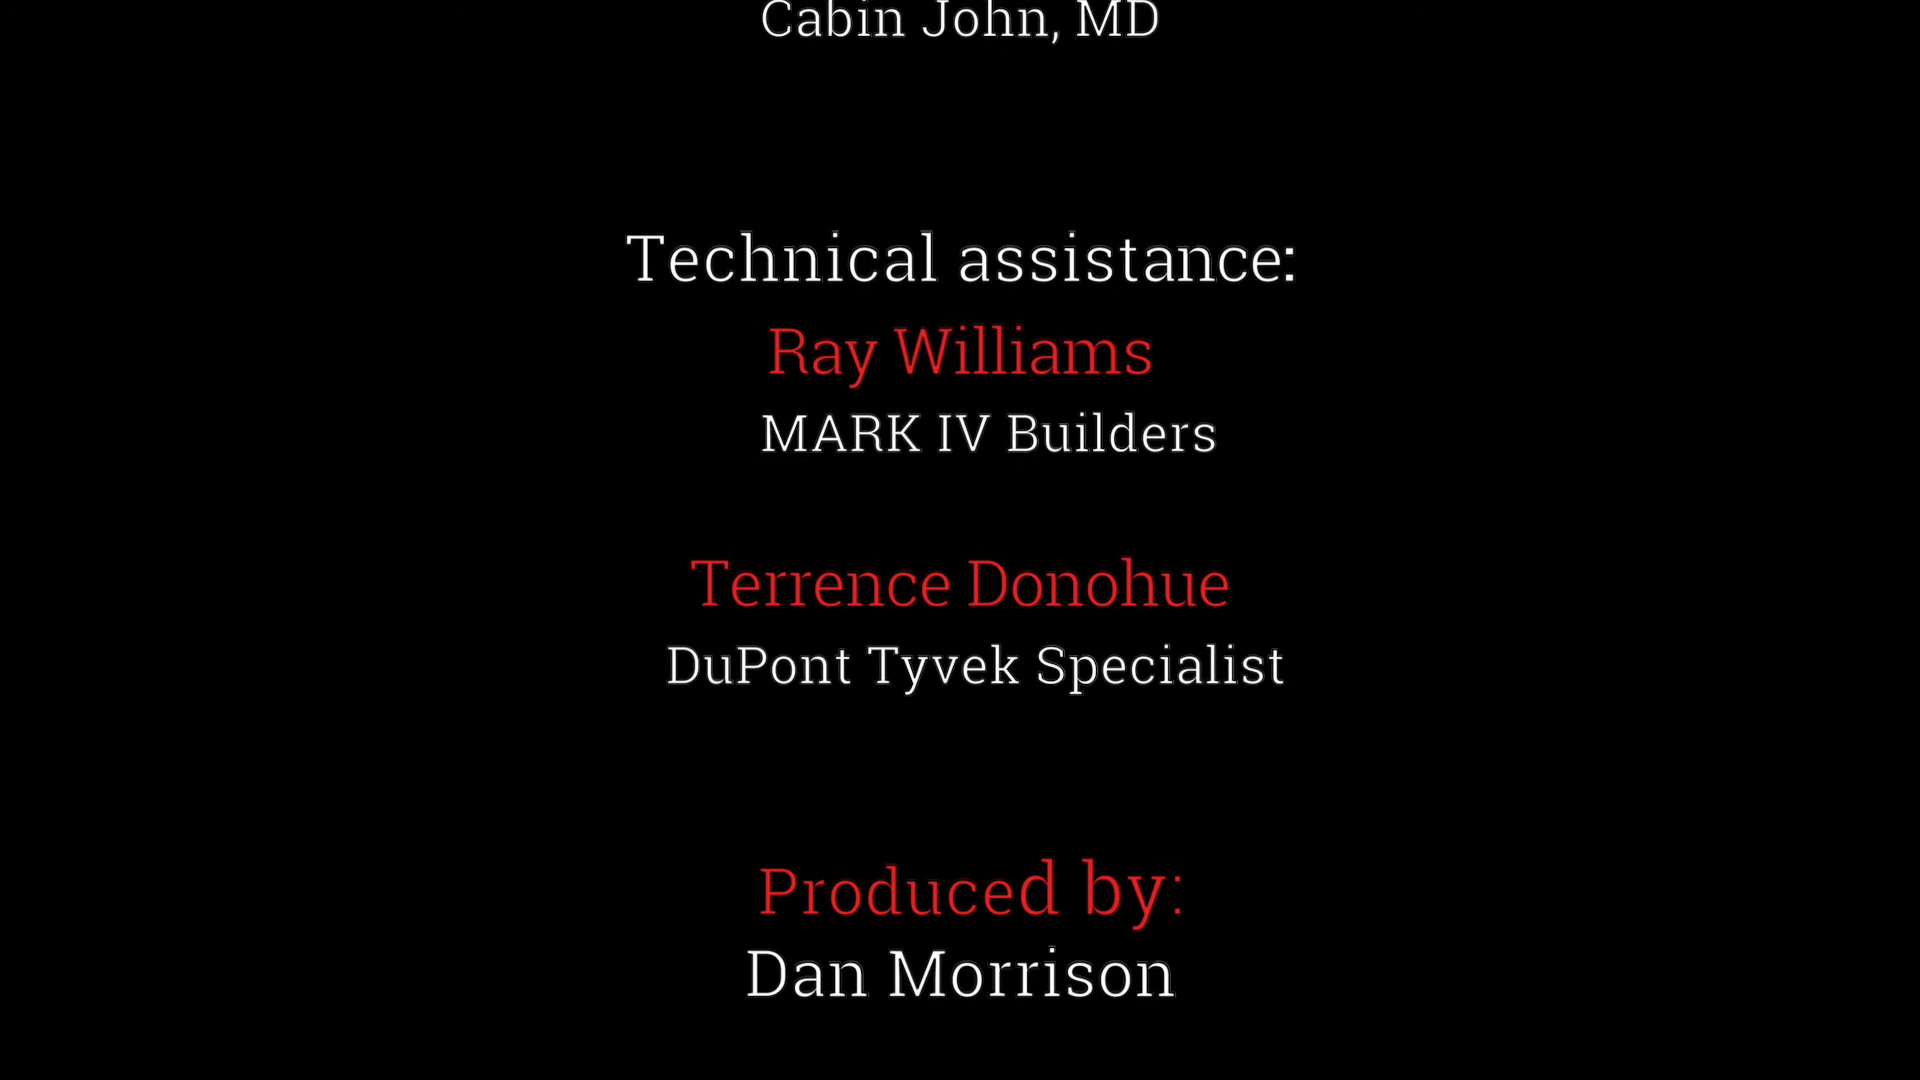 Cabin John, MD
Technical assistance:
Ray Williams
MARK IV Builders
Terrence Donohue
DuPont Tyvek Specialist
Produced by:
Dan Morrison